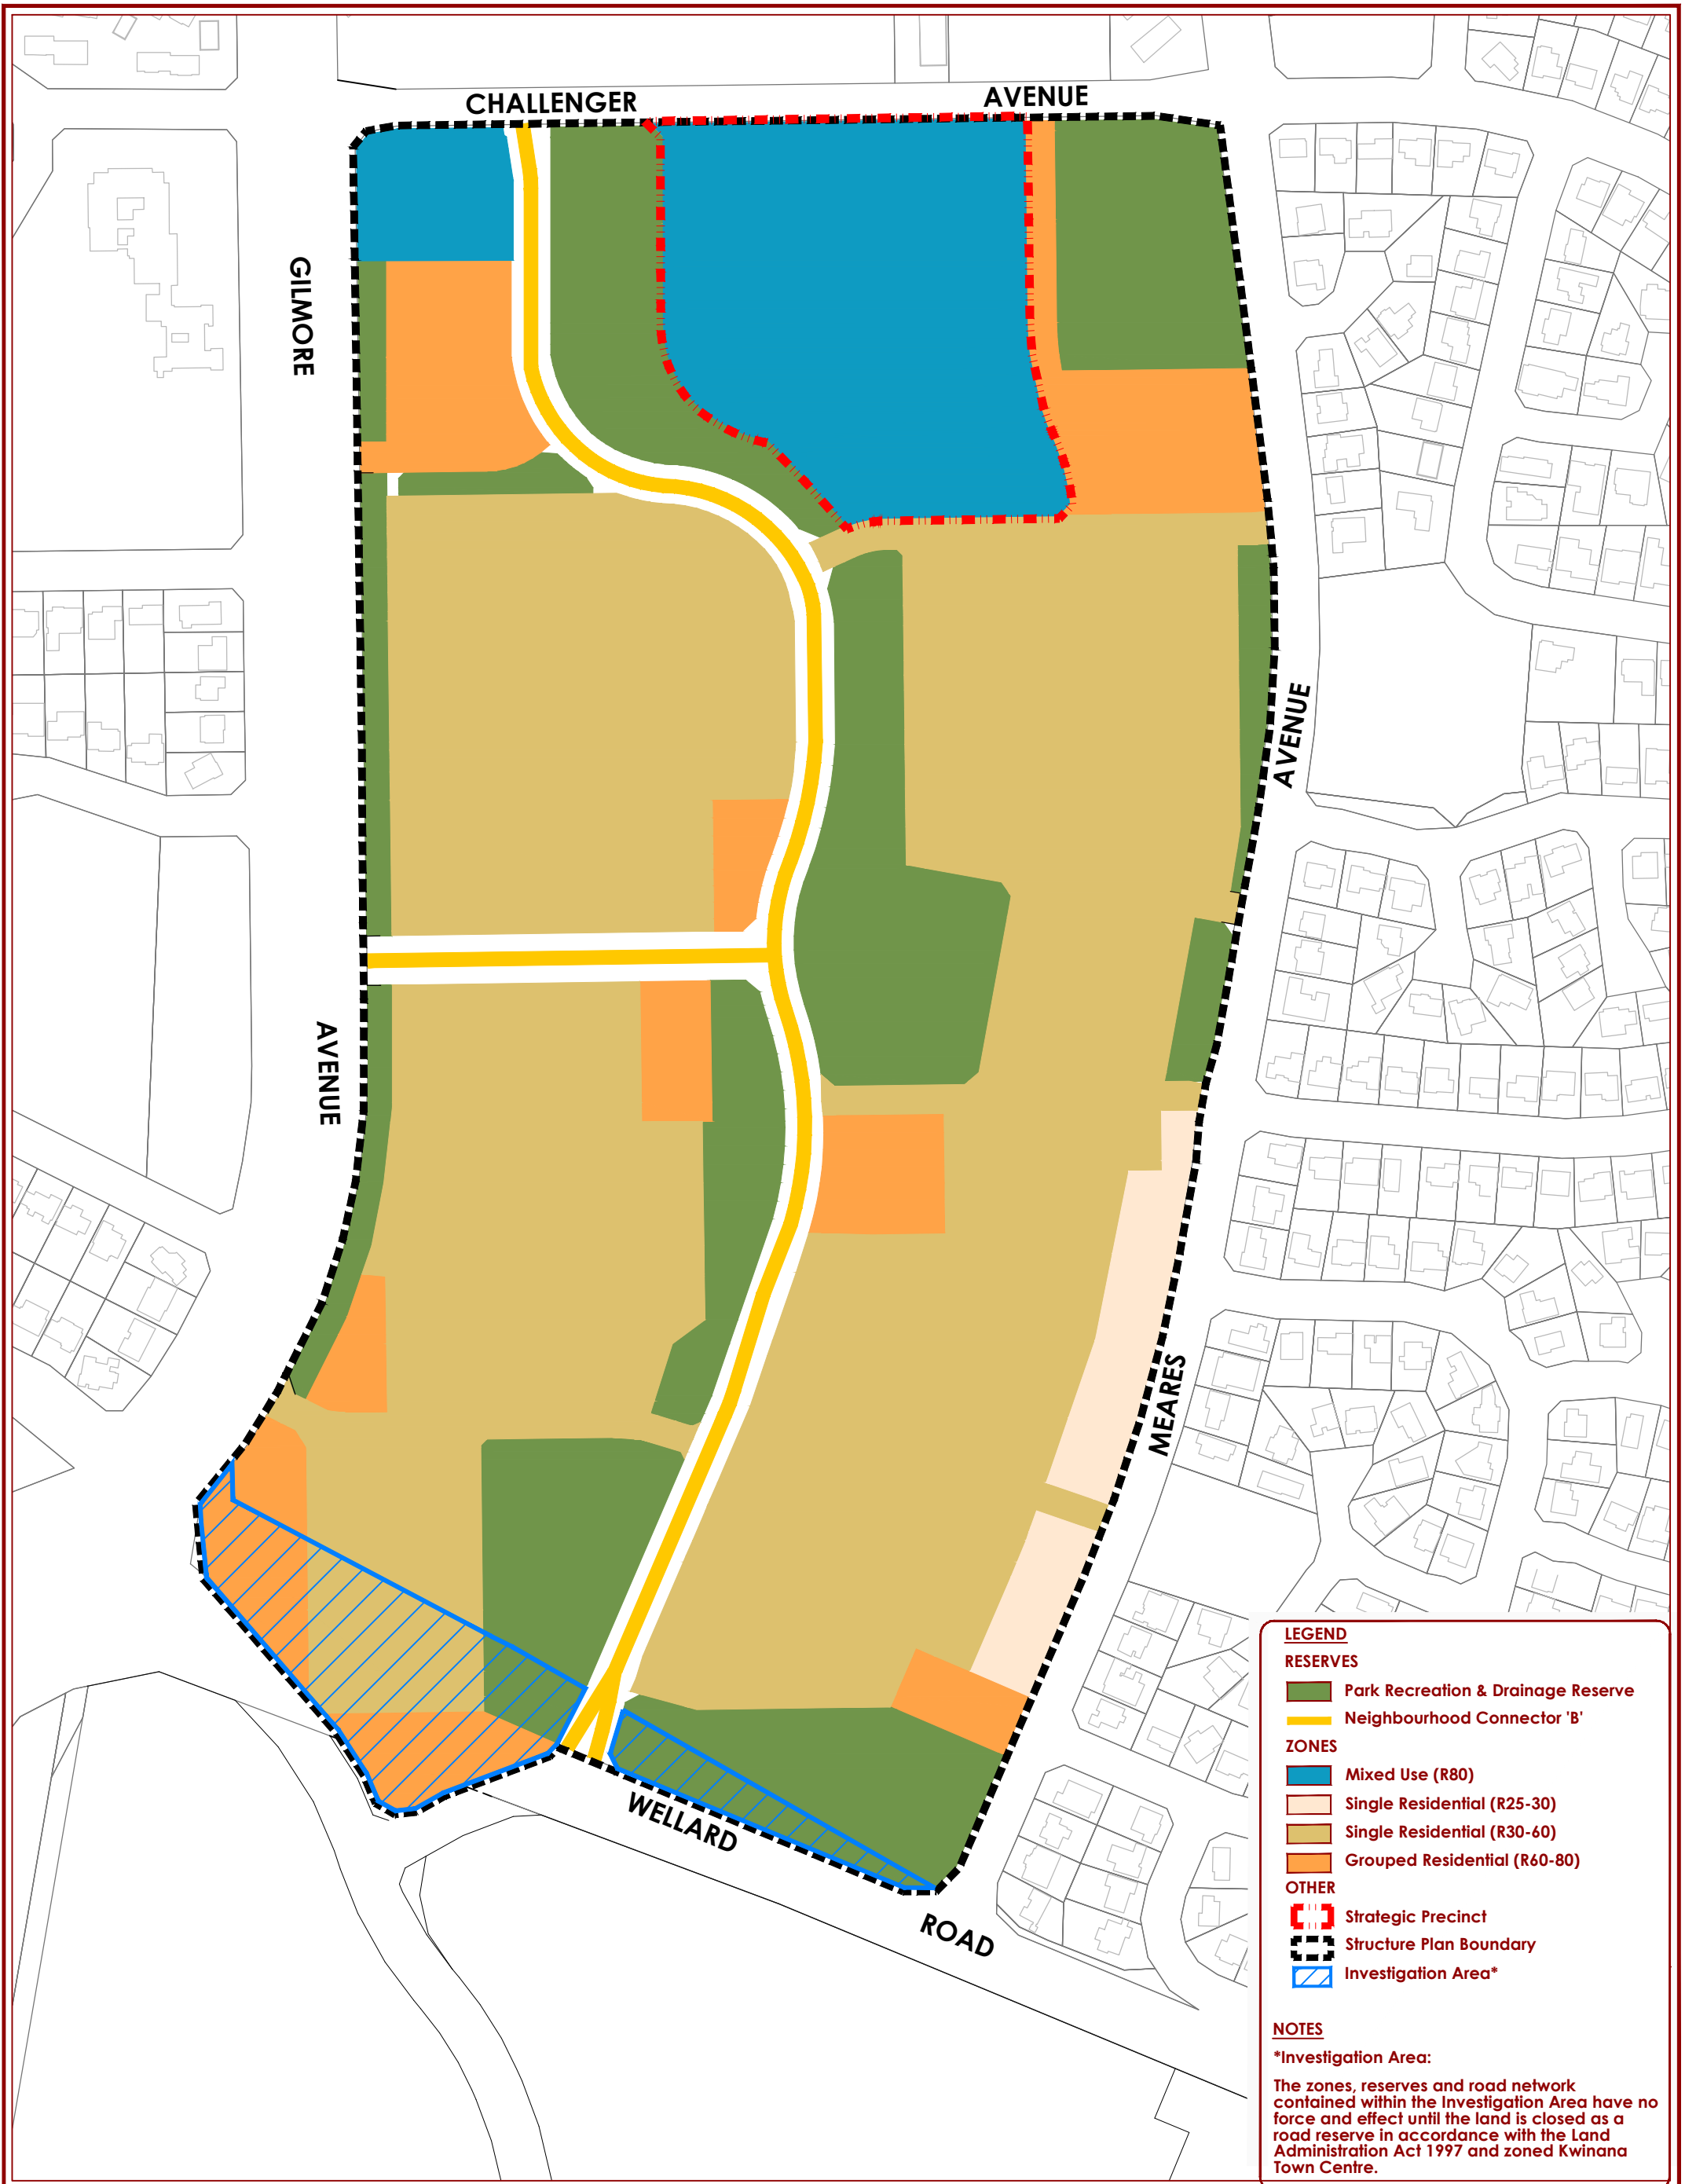 CHALLENGER
AVENUE
GILMORE
AVENUE
AVENUE
MEARES
WELLARD
ROAD
LEGEND
RESERVES
Park Recreation & Drainage Reserve
Neighbourhood Connector 'B'
ZONES
Mixed Use (R80)
Single Residential (R25-30)
Single Residential (R30-60)
Grouped Residential (R60-80)
OTHER
Strategic Precinct
Structure Plan Boundary
Investigation Area*
NOTES
*Investigation Area:
The zones, reserves and road network
contained within the Investigation Area have no
force and effect until the land is closed as a
road reserve in accordance with the Land
Administration Act 1997 and zoned Kwinana
Town Centre.